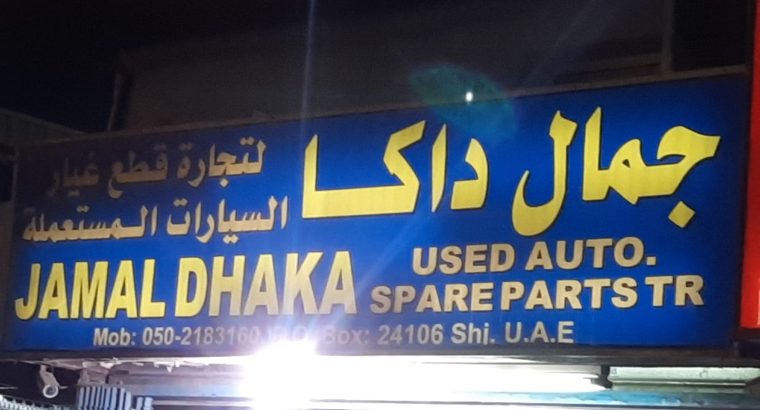 جمال داكا
لتجارة قطع غيار
السيارات المستعملة
JAMAL DHAKA
USED AUTO.
SPARE PARTS TR
Mob: 050-2183160 P.O. Box: 24106 Shj. U.A.E